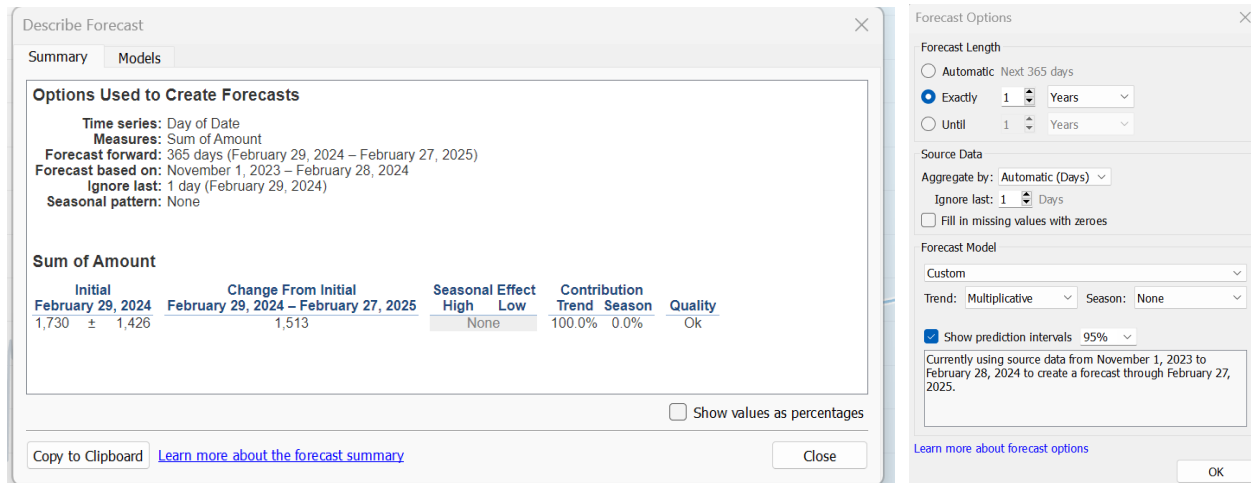 Describe Forecast
Summary Models
Options Used to Create Forecasts
Time series: Day of Date
Measures: Sum of Amount
Forecast forward: 365 days (February 29, 2024 – February 27, 2025)
Forecast based on: November 1, 2023 – February 28, 2024
Ignore last: 1 day (February 29, 2024)
Seasonal pattern: None
Sum of Amount
Initial Change From Initial Seasonal Effect Contribution
February 29, 2024 February 29, 2024 – February 27, 2025 High Low Trend Season Quality
1,730 ± 1,426 1,513 None 100.0% 0.0% Ok
Show values as percentages
Copy to Clipboard Learn more about the forecast summary Close
Forecast Options
Forecast Length
Automatic Next 365 days
Exactly 1 Years
Until 1 Years
Source Data
Aggregate by: Automatic (Days)
Ignore last: 1 Days
Fill in missing values with zeroes
Forecast Model
Custom
Trend: Multiplicative Season: None
Show prediction intervals 95%
Currently using source data from November 1, 2023 to
February 28, 2024 to create a forecast through February 27,
2025.
Learn more about forecast options
OK